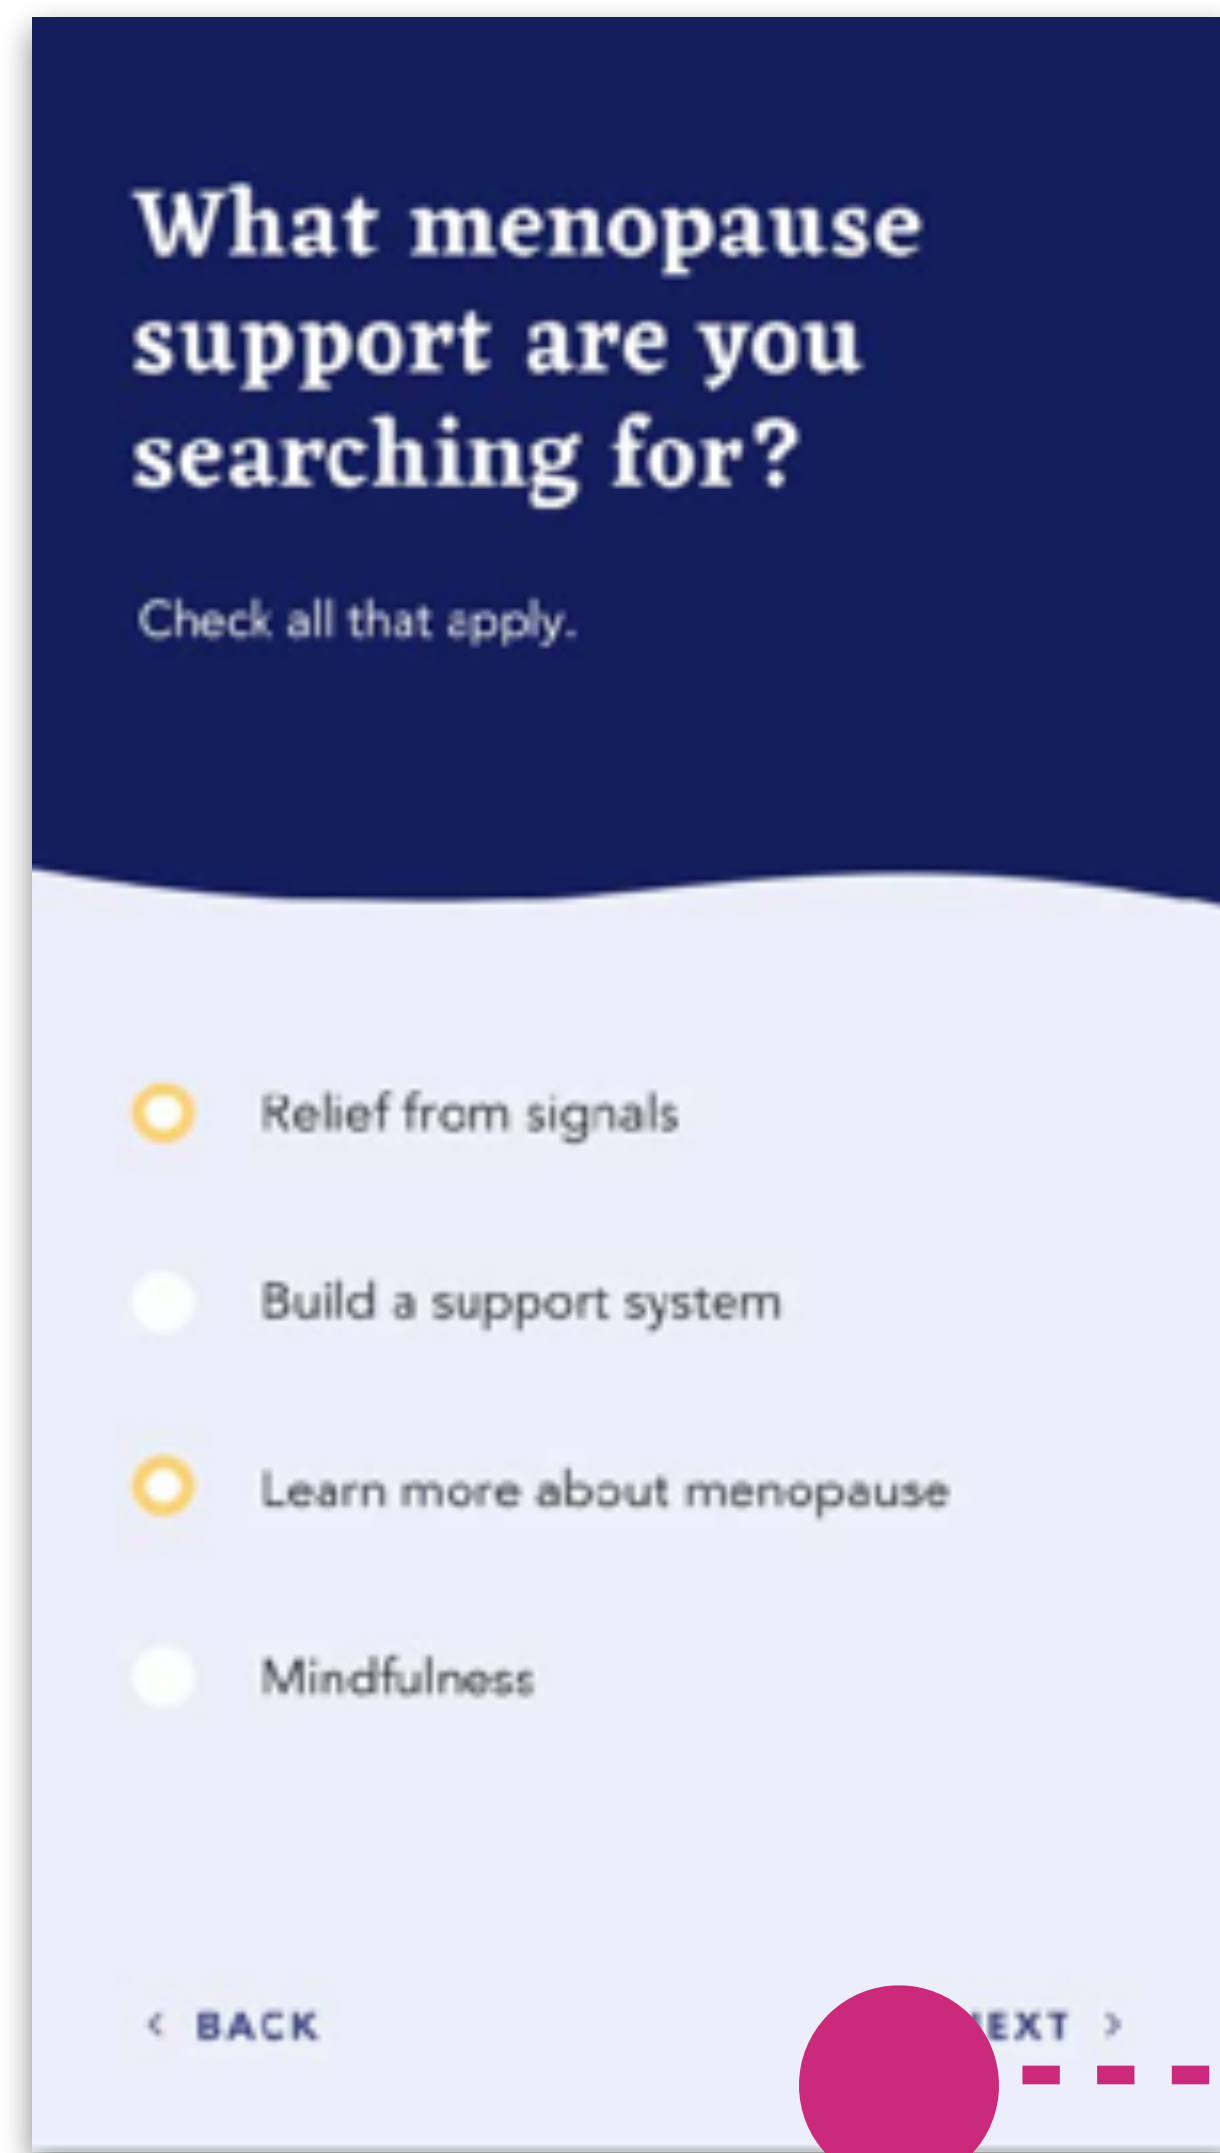 What menopause
support are you
searching for?
Check all that apply.
Relief from signals
Build a support system
Learn more about menopause
Mindfulness
< BACK
EXT >